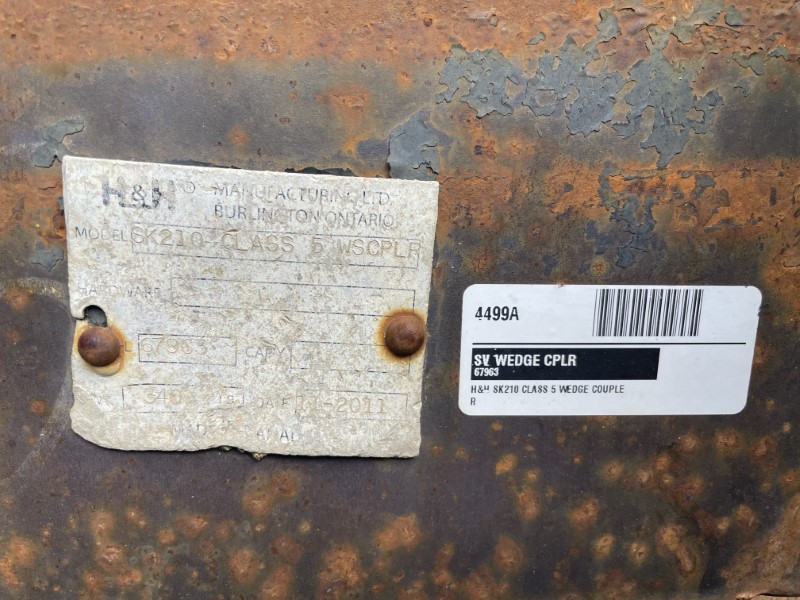 H&H® MANUFACTURING LTD
BURLINGTON ONTARIO
MODEL SK210 CLASS 5 WSCPLR
HARDWARE
67963 CAP'Y
340 DATE -2011
4499A
SV WEDGE CPLR
67963
H&H SK210 CLASS 5 WEDGE COUPLE
R